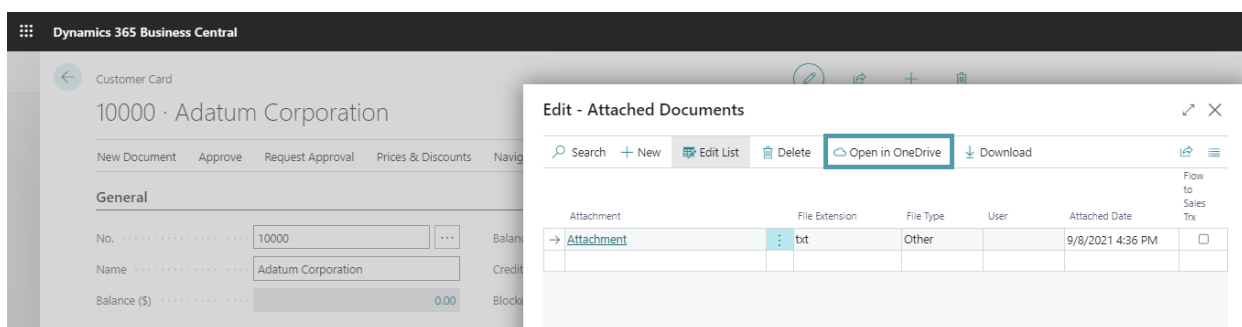 Dynamics 365 Business Central
Customer Card
10000 · Adatum Corporation
New Document Approve Request Approval Prices & Discounts Navig
General
No. 10000 ... Balanc
Name Adatum Corporation Credit
Balance ($) 0.00 Blocke
Edit - Attached Documents
Search + New Edit List Delete Open in OneDrive Download
Attachment File Extension File Type User Attached Date Flow
to
Sales
Trx
→ Attachment txt Other 9/8/2021 4:36 PM